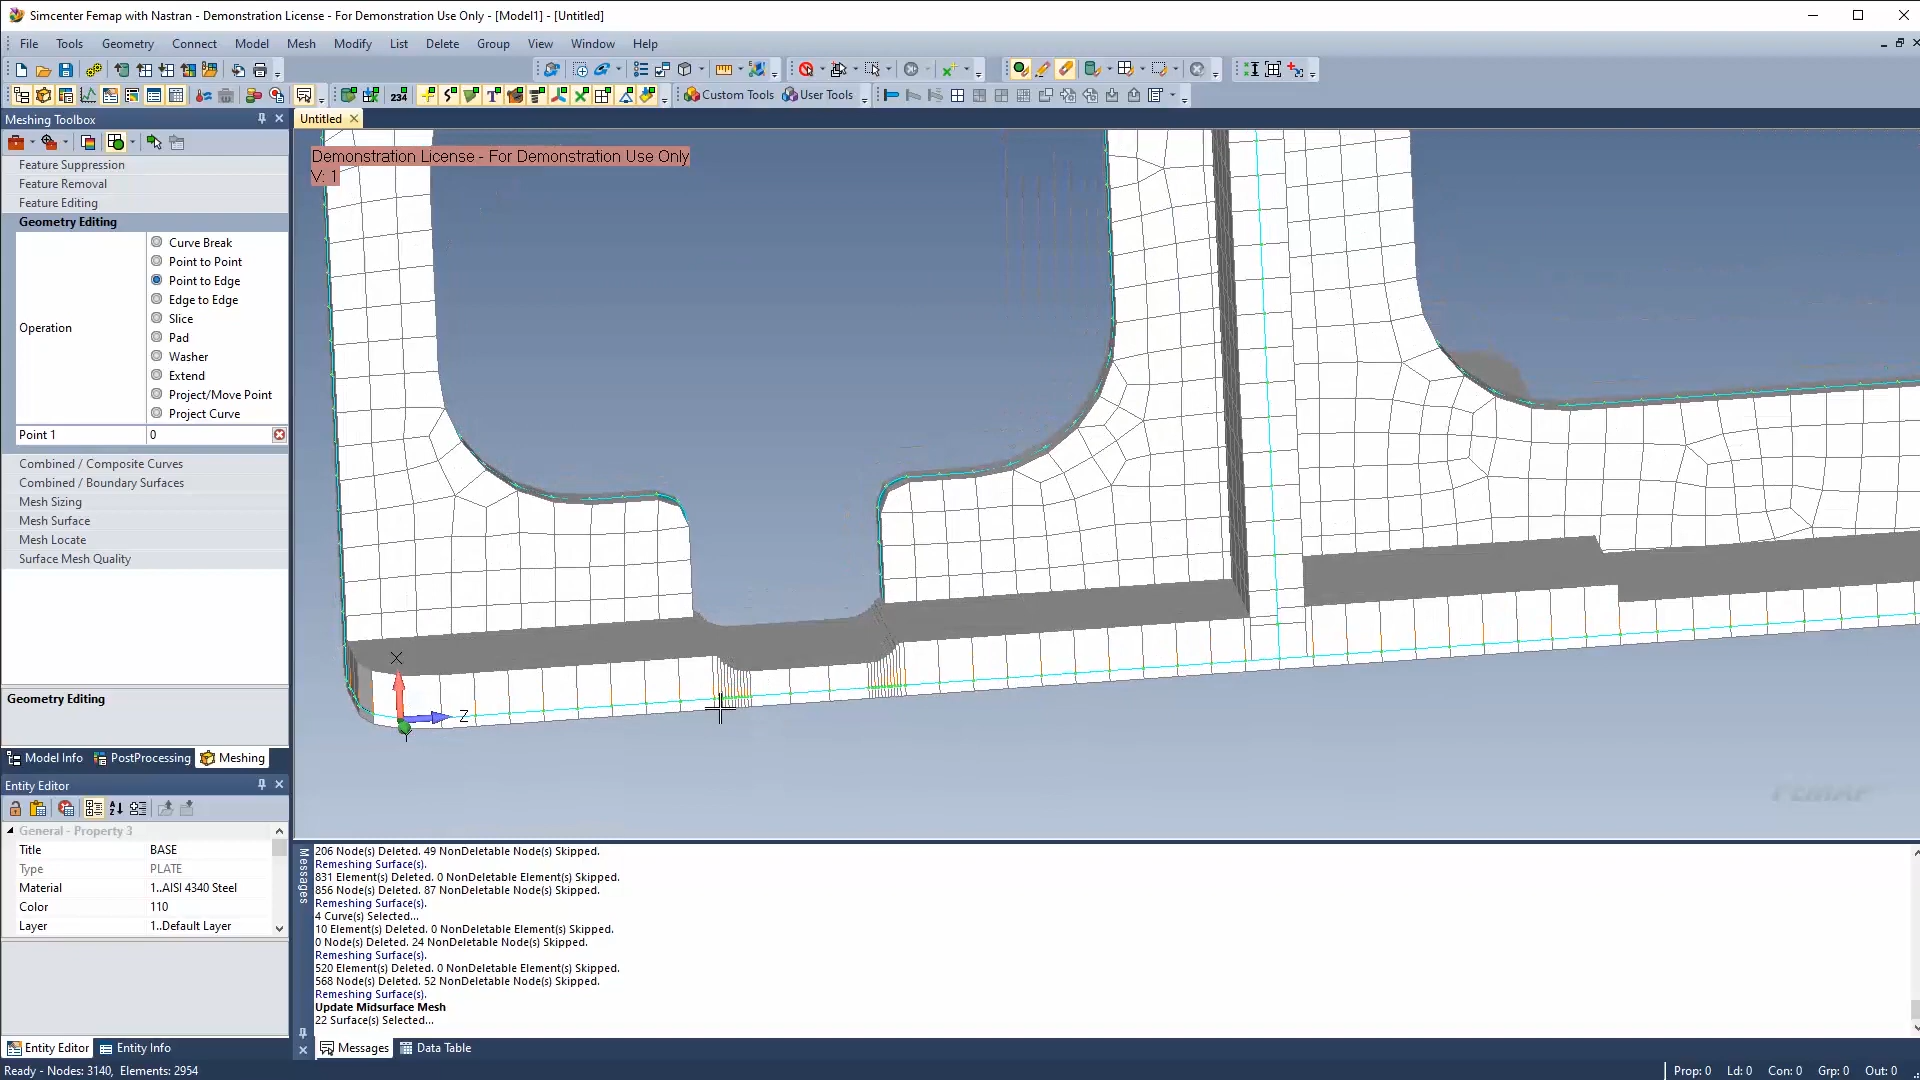 Simcenter Femap with Nastran - Demonstration License - For Demonstration Use Only - [Model1] - [Untitled]
File Tools Geometry Connect Model Mesh Modify List Delete Group View Window Help
234 Custom Tools User Tools
Meshing Toolbox
Untitled
Feature Suppression
Feature Removal
Feature Editing
Geometry Editing
Operation
Curve Break
Point to Point
Point to Edge
Edge to Edge
Slice
Pad
Washer
Extend
Project/Move Point
Project Curve
Point 1 0
Combined / Composite Curves
Combined / Boundary Surfaces
Mesh Sizing
Mesh Surface
Mesh Locate
Surface Mesh Quality
Geometry Editing
Model Info PostProcessing Meshing
Entity Editor
General - Property 3
Title BASE
Type PLATE
Material 1..AISI 4340 Steel
Color 110
Layer 1..Default Layer
Entity Editor Entity Info
Demonstration License - For Demonstration Use Only
V: 1
X
Z
Y
FEMAP
Messages
206 Node(s) Deleted. 49 NonDeletable Node(s) Skipped.
Remeshing Surface(s).
831 Element(s) Deleted. 0 NonDeletable Element(s) Skipped.
856 Node(s) Deleted. 87 NonDeletable Node(s) Skipped.
Remeshing Surface(s).
4 Curve(s) Selected...
10 Element(s) Deleted. 0 NonDeletable Element(s) Skipped.
0 Node(s) Deleted. 24 NonDeletable Node(s) Skipped.
Remeshing Surface(s).
520 Element(s) Deleted. 0 NonDeletable Element(s) Skipped.
568 Node(s) Deleted. 52 NonDeletable Node(s) Skipped.
Remeshing Surface(s).
Update Midsurface Mesh
22 Surface(s) Selected...
Messages Data Table
Ready - Nodes: 3140, Elements: 2954
Prop: 0 Ld: 0 Con: 0 Grp: 0 Out: 0